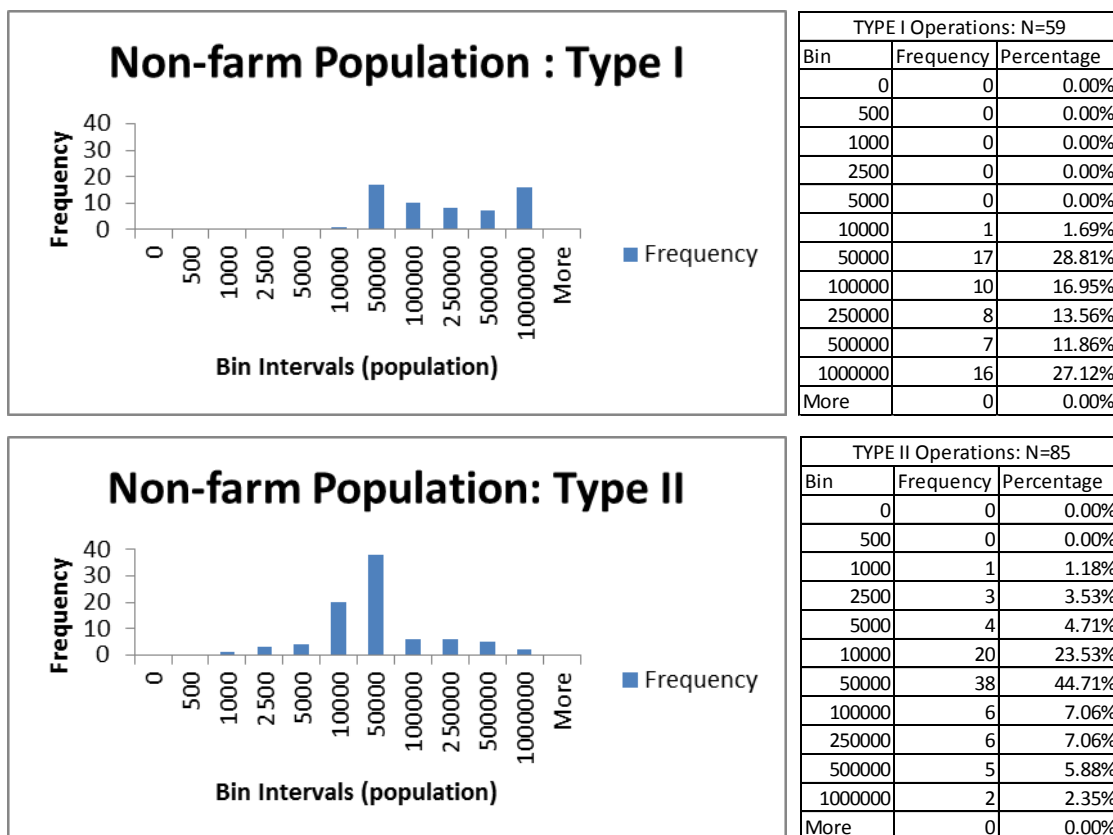 Non-farm Population : Type I
Frequency
40
30
20
10
0
0
500
1000
2500
5000
10000
50000
100000
250000
500000
1000000
More
Frequency
Bin Intervals (population)
TYPE I Operations: N=59
Bin Frequency Percentage
0 0 0.00%
500 0 0.00%
1000 0 0.00%
2500 0 0.00%
5000 0 0.00%
10000 1 1.69%
50000 17 28.81%
100000 10 16.95%
250000 8 13.56%
500000 7 11.86%
1000000 16 27.12%
More 0 0.00%
Non-farm Population: Type II
Frequency
40
30
20
10
0
0
500
1000
2500
5000
10000
50000
100000
250000
500000
1000000
More
Frequency
Bin Intervals (population)
TYPE II Operations: N=85
Bin Frequency Percentage
0 0 0.00%
500 0 0.00%
1000 1 1.18%
2500 3 3.53%
5000 4 4.71%
10000 20 23.53%
50000 38 44.71%
100000 6 7.06%
250000 6 7.06%
500000 5 5.88%
1000000 2 2.35%
More 0 0.00%